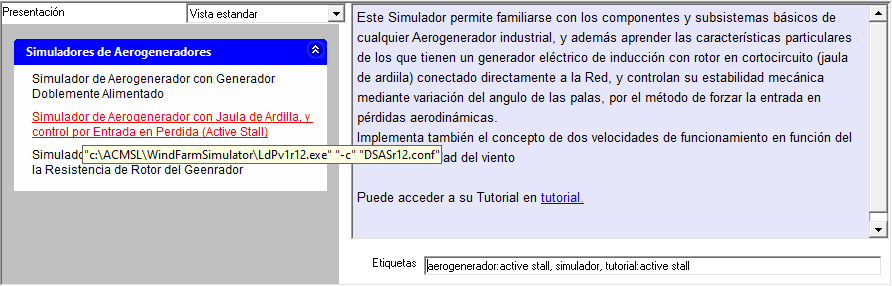 Presentación
Vista estandar
Simuladores de Aerogeneradores
Simulador de Aerogenerador con Generador
Doblemente Alimentado
Simulador de Aerogenerador con Jaula de Ardilla, y
control por Entrada en Perdida (Active Stall)
"c:\ACMSL\WindFarmSimulator\LdPv1r12.exe" "-c" "DSASr12.conf"
la Resistencia de Rotor del Geenrador
Este Simulador permite familiarse con los componentes y subsistemas básicos de
cualquier Aerogenerador industrial, y además aprender las características particulares
de los que tienen un generador eléctrico de inducción con rotor en cortocircuito (jaula
de ardiila) conectado directamente a la Red, y controlan su estabilidad mecánica
mediante variación del angulo de las palas, por el método de forzar la entrada en
pérdidas aerodinámicas.
Implementa también el concepto de dos velocidades de funcionamiento en función del
del viento
Puede acceder a su Tutorial en tutorial.
Etiquetas
aerogenerador:active stall, simulador, tutorial:active stall